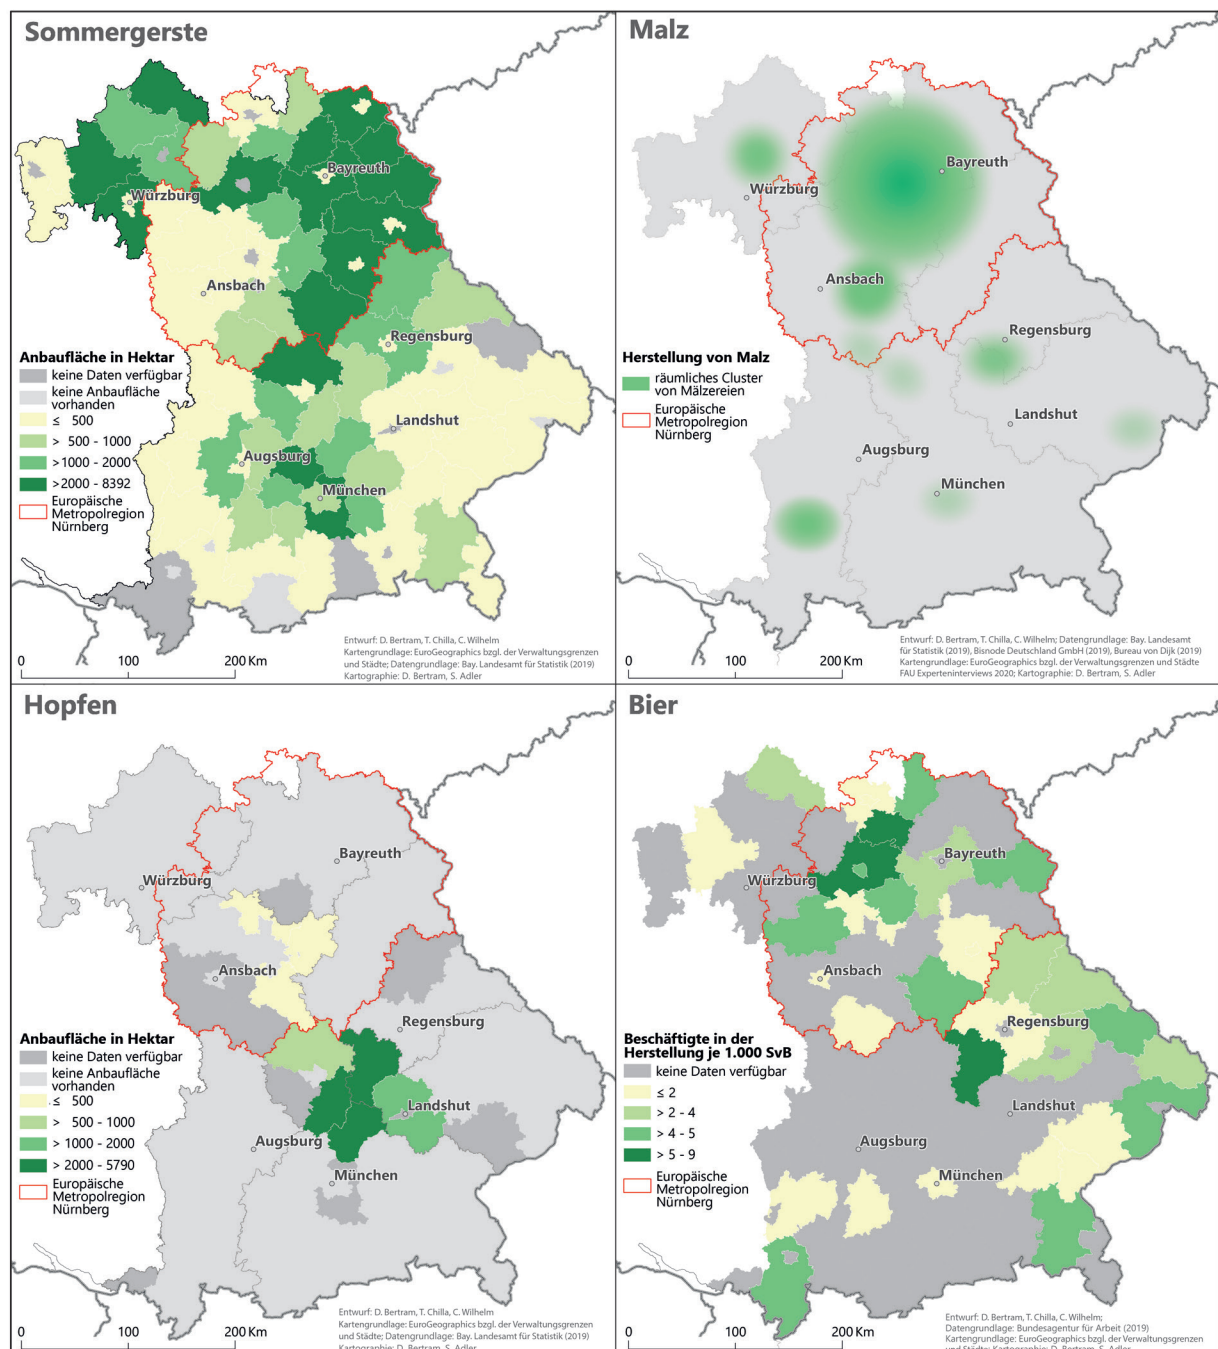 Sommergerste
Bayreuth
Würzburg
Ansbach
Regensburg
Landshut
Augsburg
München
Anbaufläche in Hektar
keine Daten verfügbar
keine Anbaufläche
vorhanden
≤ 500
> 500 - 1000
>1000 - 2000
>2000 - 8392
Europäische
Metropolregion
Nürnberg
0 100 200 Km
Entwurf: D. Bertram, T. Chilla, C. Wilhelm
Kartengrundlage: EuroGeographics bzgl. der Verwaltungsgrenzen
und Städte; Datengrundlage: Bay. Landesamt für Statistik (2019)
Kartographie: D. Bertram, S. Adler
Malz
Bayreuth
Würzburg
Ansbach
Regensburg
Landshut
Augsburg
München
Herstellung von Malz
räumliches Cluster
von Mälzereien
Europäische
Metropolregion
Nürnberg
0 100 200 Km
Entwurf: D. Bertram, T. Chilla, C. Wilhelm; Datengrundlage: Bay. Landesamt
für Statistik (2019), Bisnode Deutschland GmbH (2019), Bureau von Dijk (2019)
Kartengrundlage: EuroGeographics bzgl. der Verwaltungsgrenzen und Städte
FAU Experteninterviews 2020; Kartographie: D. Bertram, S. Adler
Hopfen
Bayreuth
Würzburg
Ansbach
Regensburg
Landshut
Augsburg
München
Anbaufläche in Hektar
keine Daten verfügbar
keine Anbaufläche
vorhanden
≤ 500
> 500 - 1000
> 1000 - 2000
> 2000 - 5790
Europäische
Metropolregion
Nürnberg
0 100 200 Km
Entwurf: D. Bertram, T. Chilla, C. Wilhelm
Kartengrundlage: EuroGeographics bzgl. der Verwaltungsgrenzen
und Städte; Datengrundlage: Bay. Landesamt für Statistik (2019)
Kartographie: D. Bertram, S. Adler
Bier
Bayreuth
Würzburg
Ansbach
Regensburg
Landshut
Augsburg
München
Beschäftigte in der
Herstellung je 1.000 SvB
keine Daten verfügbar
≤ 2
> 2 - 4
> 4 - 5
> 5 - 9
Europäische
Metropolregion
Nürnberg
0 100 200 Km
Entwurf: D. Bertram, T. Chilla, C. Wilhelm;
Datengrundlage: Bundesagentur für Arbeit (2019)
Kartengrundlage: EuroGeographics bzgl. der Verwaltungsgrenzen
und Städte; Kartographie: D. Bertram, S. Adler